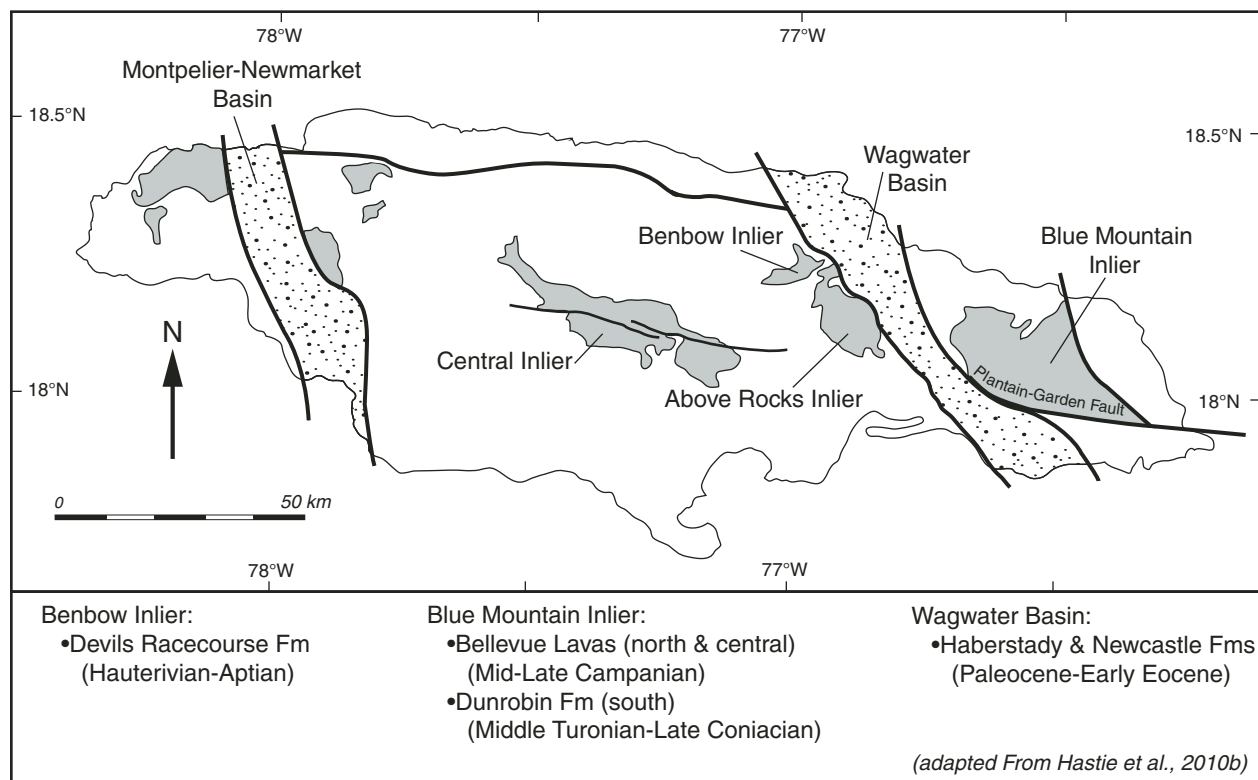 78°W
77°W
Montpelier-Newmarket
Basin
18.5°N
18.5°N
Wagwater
Basin
Benbow Inlier
Blue Mountain
Inlier
N
Central Inlier
Above Rocks Inlier
Plantain-Garden Fault
18°N
18°N
0
50 km
78°W
77°W
Benbow Inlier:
•Devils Racecourse Fm
(Hauterivian-Aptian)
Blue Mountain Inlier:
•Bellevue Lavas (north & central)
(Mid-Late Campanian)
•Dunrobin Fm (south)
(Middle Turonian-Late Coniacian)
Wagwater Basin:
•Haberstady & Newcastle Fms
(Paleocene-Early Eocene)
(adapted From Hastie et al., 2010b)